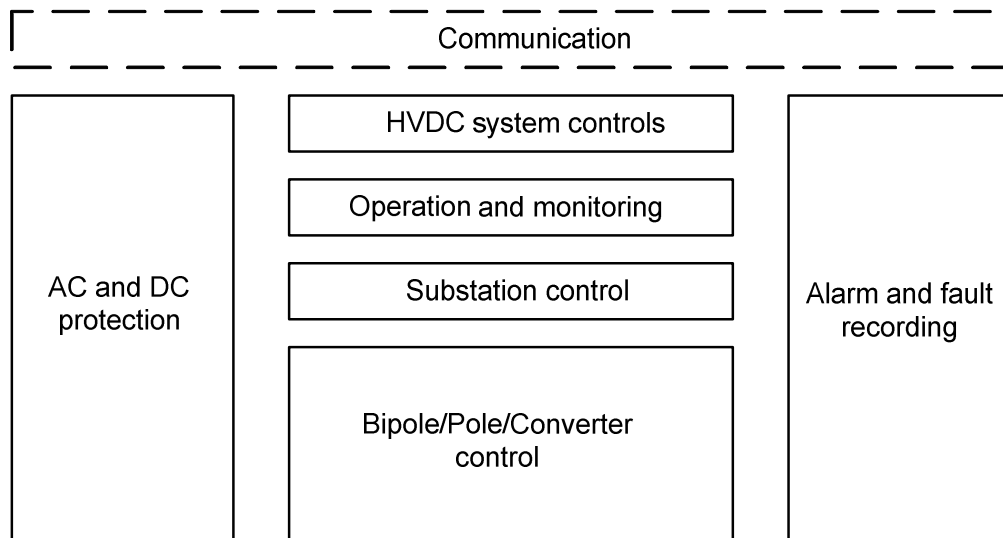 Communication
HVDC system controls
Operation and monitoring
Substation control
AC and DC
protection
Alarm and fault
recording
Bipole/Pole/Converter
control